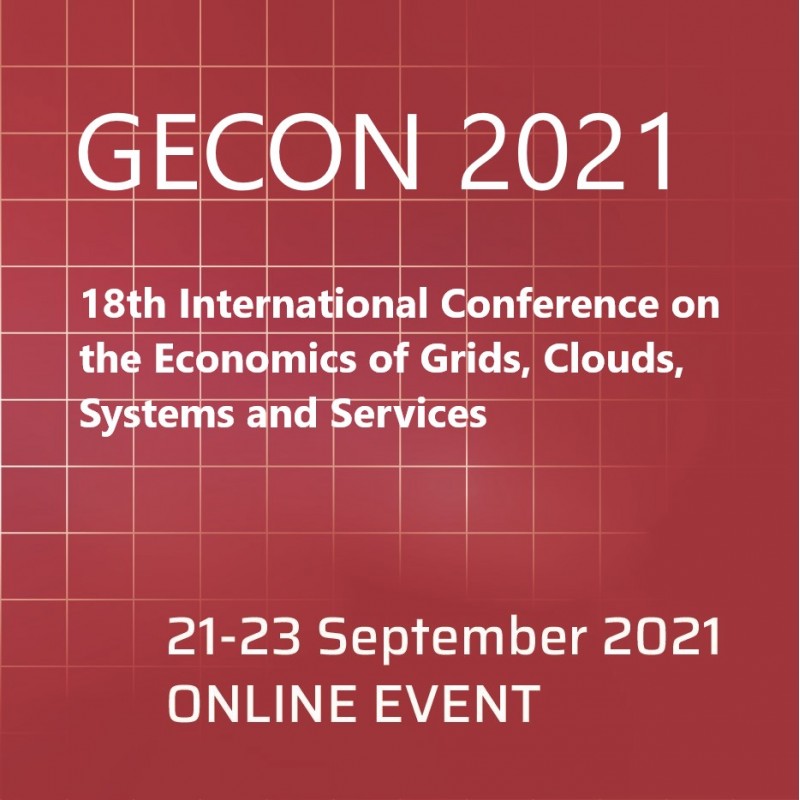 GECON 2021
18th International Conference on
the Economics of Grids, Clouds,
Systems and Services
21-23 September 2021
ONLINE EVENT